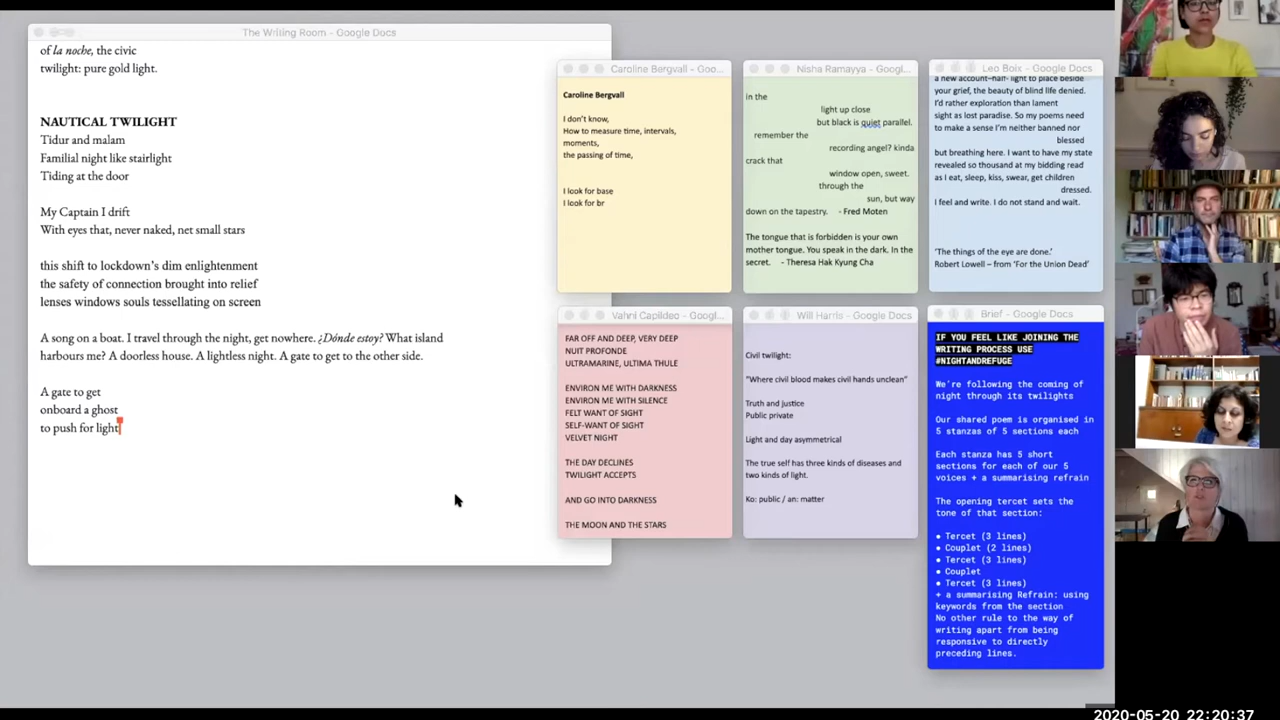 The Writing Room - Google Docs
of la noche, the civic
twilight: pure gold light.
NAUTICAL TWILIGHT
Tidur and malam
Familial night like stairlight
Tiding at the door
My Captain I drift
With eyes that, never naked, net small stars
this shift to lockdown's dim enlightenment
the safety of connection brought into relief
lenses windows souls tessellating on screen
A song on a boat. I travel through the night, get nowhere. ¿Dónde estoy? What island
harbours me? A doorless house. A lightless night. A gate to get to the other side.
A gate to get
onboard a ghost
to push for light
Caroline Bergvall - Goo...
Caroline Bergvall
I don't know,
How to measure time, intervals,
moments,
the passing of time,
I look for base
I look for br
Nisha Ramayya - Googl...
in the
light up close
but black is quiet parallel.
remember the
recording angel? kinda
crack that
window open, sweet.
through the
sun, but way
down on the tapestry. - Fred Moten
The tongue that is forbidden is your own
mother tongue. You speak in the dark. In the
secret. - Theresa Hak Kyung Cha
Leo Boix - Google Docs
a new account–half- light to place beside
your grief, the beauty of blind life denied.
I'd rather exploration than lament
sight as lost paradise. So my poems need
to make a sense I'm neither banned nor
blessed
but breathing here. I want to have my state
revealed so thousand at my bidding read
as I eat, sleep, kiss, swear, get children
dressed.
I feel and write. I do not stand and wait.
'The things of the eye are done.'
Robert Lowell – from 'For the Union Dead'
Vahni Capildeo - Googl...
FAR OFF AND DEEP, VERY DEEP
NUIT PROFONDE
ULTRAMARINE, ULTIMA THULE
ENVIRON ME WITH DARKNESS
ENVIRON ME WITH SILENCE
FELT WANT OF SIGHT
SELF-WANT OF SIGHT
VELVET NIGHT
THE DAY DECLINES
TWILIGHT ACCEPTS
AND GO INTO DARKNESS
THE MOON AND THE STARS
Will Harris - Google Docs
Civil twilight:
"Where civil blood makes civil hands unclean"
Truth and justice
Public private
Light and day asymmetrical
The true self has three kinds of diseases and
two kinds of light.
Ko: public / an: matter
Brief - Google Docs
IF YOU FEEL LIKE JOINING THE
WRITING PROCESS USE
#NIGHTANDREFUGE
We're following the coming of
night through its twilights
Our shared poem is organised in
5 stanzas of 5 sections each
Each stanza has 5 short
sections for each of our 5
voices + a summarising refrain
The opening tercet sets the
tone of that section:
● Tercet (3 lines)
● Couplet (2 lines)
● Tercet (3 lines)
● Couplet
● Tercet (3 lines)
+ a summarising Refrain: using
keywords from the section
No other rule to the way of
writing apart from being
responsive to directly
preceding lines.
2020-05-20 22:20:37